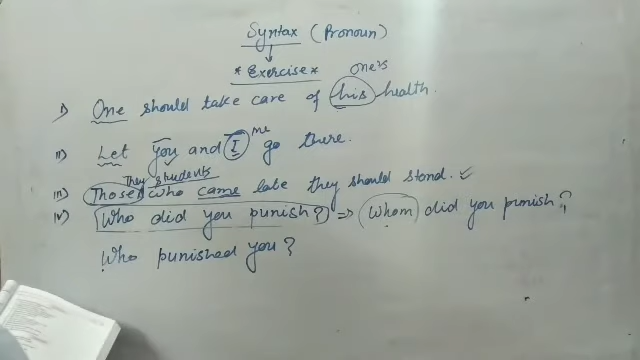 Syntax (Pronoun)
*Exercise*
one's
i) One should take care of his health.
me
ii) Let you and I go there.
They students
iii) Those who came late they should stand.
iv) Who did you punish? ⇒ Whom did you punish?
Who punished you?